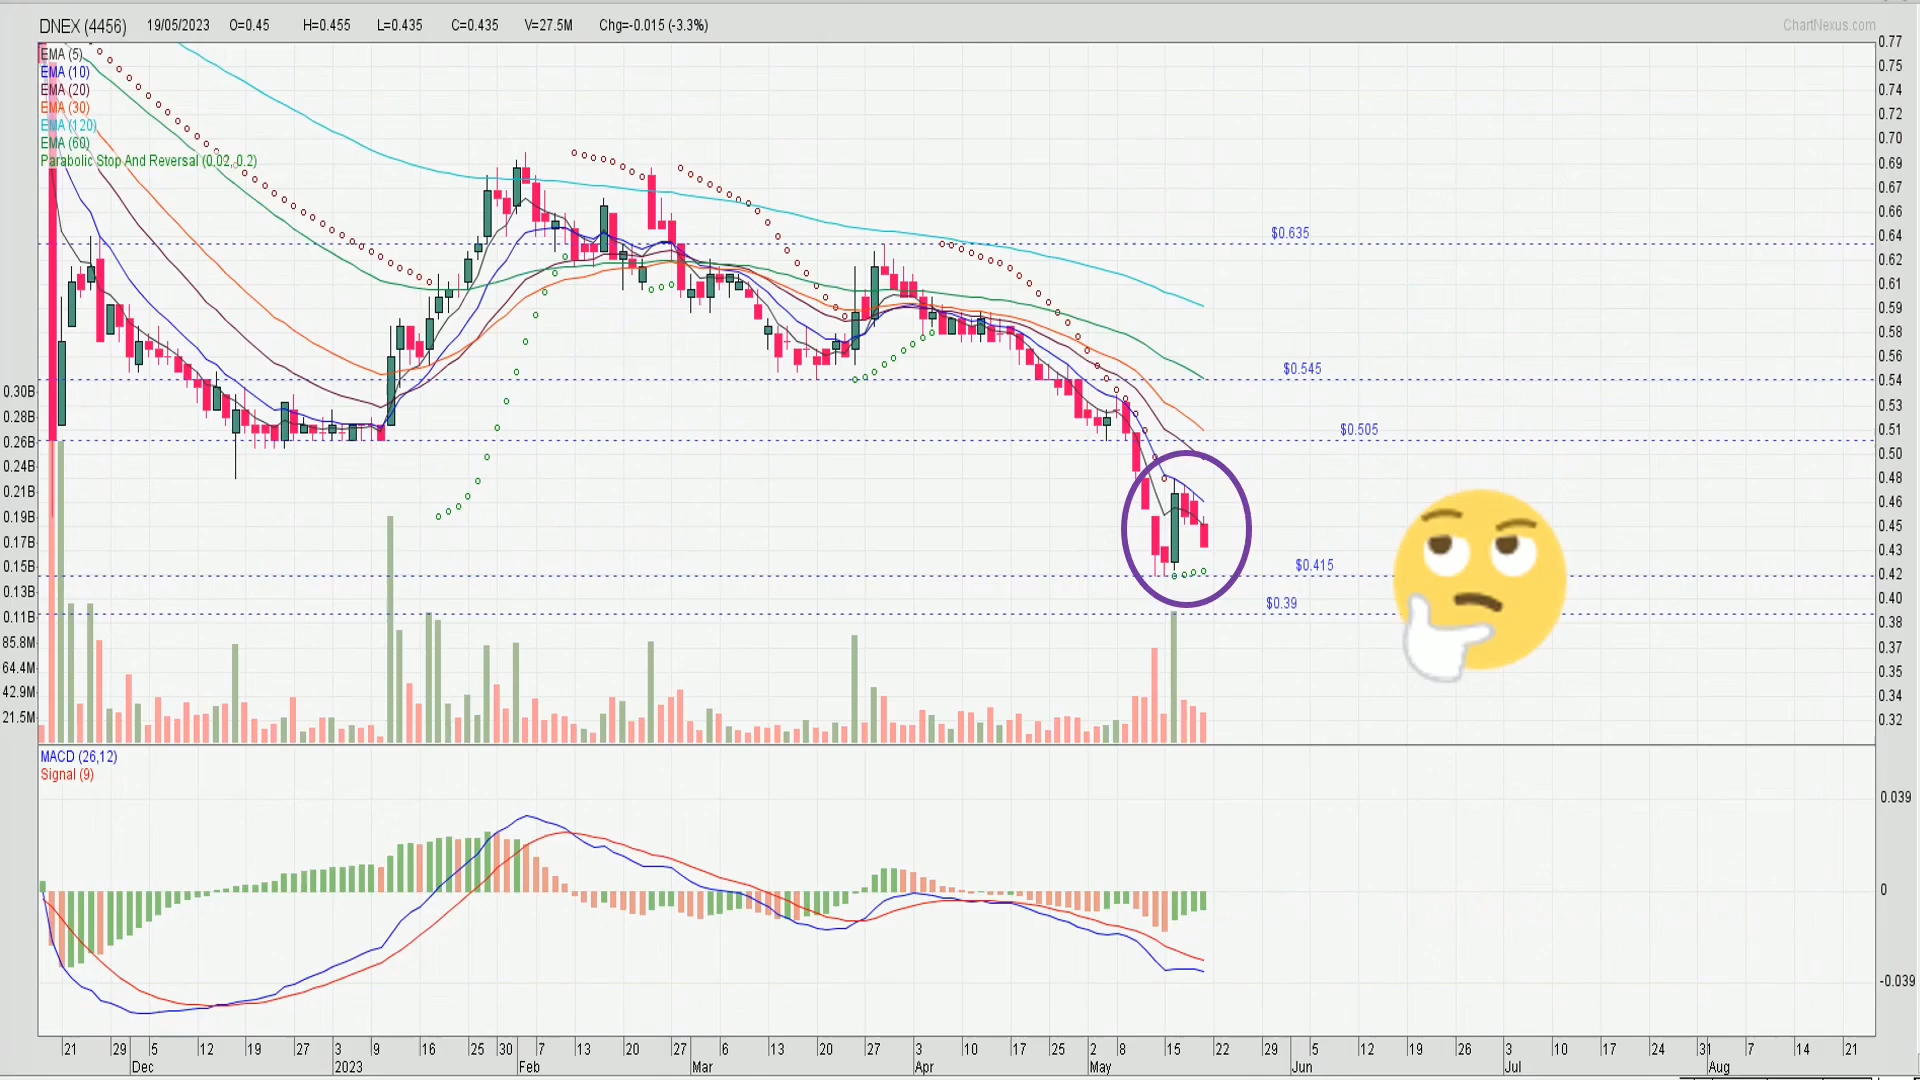 DNEX (4456) 19/05/2023 O=0.45 H=0.455 L=0.435 C=0.435 V=27.5M Chg=-0.015 (-3.3%)
ChartNexus.com
EMA (5)
EMA (10)
EMA (20)
EMA (30)
EMA (120)
EMA (60)
Parabolic Stop And Reversal (0.02, 0.2)
0.77
0.75
0.74
0.72
0.70
0.69
0.67
0.66
0.64
0.62
0.61
0.59
0.58
0.56
0.54
0.53
0.51
0.50
0.48
0.46
0.45
0.43
0.42
0.40
0.38
0.37
0.35
0.34
0.32
$0.635
$0.545
$0.505
$0.415
$0.39
0.30B
0.28B
0.26B
0.24B
0.21B
0.19B
0.17B
0.15B
0.13B
0.11B
85.8M
64.4M
42.9M
21.5M
MACD (26,12)
Signal (9)
0.039
0
-0.039
21 29 5 12 19 27 3 9 16 25 30 7 13 20 27 6 13 20 27 3 10 17 25 2 8 15 22 29 5 12 19 26 3 10 17 24 31 7 14 21
Dec 2023 Feb Mar Apr May Jun Jul Aug